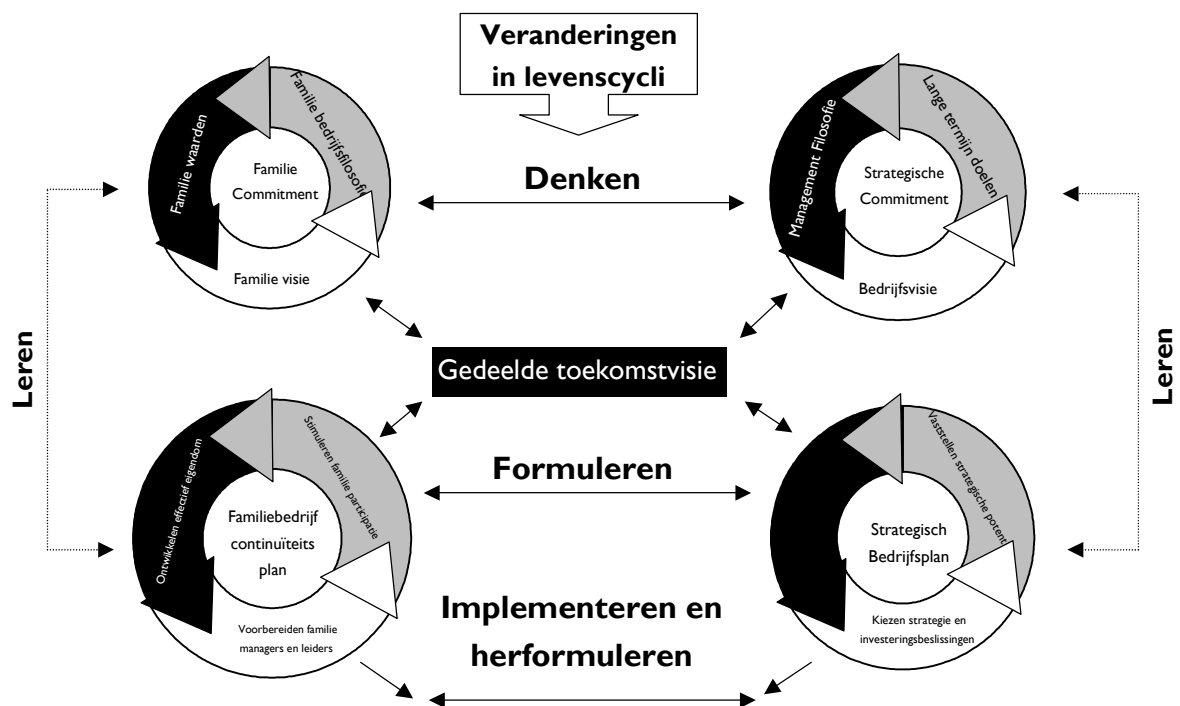 Veranderingen
in levenscycli
Familie waarden
Familie bedrijfsfilosofie
Familie
Commitment
Familie visie
Denken
Management Filosofie
Lange termijn doelen
Strategische
Commitment
Bedrijfsvisie
Leren
Gedeelde toekomstvisie
Leren
Ontwikkelen effectief eigendom
Stimuleren familie participatie
Familiebedrijf
continuïteits
plan
Voorbereiden familie
managers en leiders
Formuleren
Vaststellen strategische potent
Strategisch
Bedrijfsplan
Kiezen strategie en
investeringsbeslissingen
Implementeren en
herformuleren